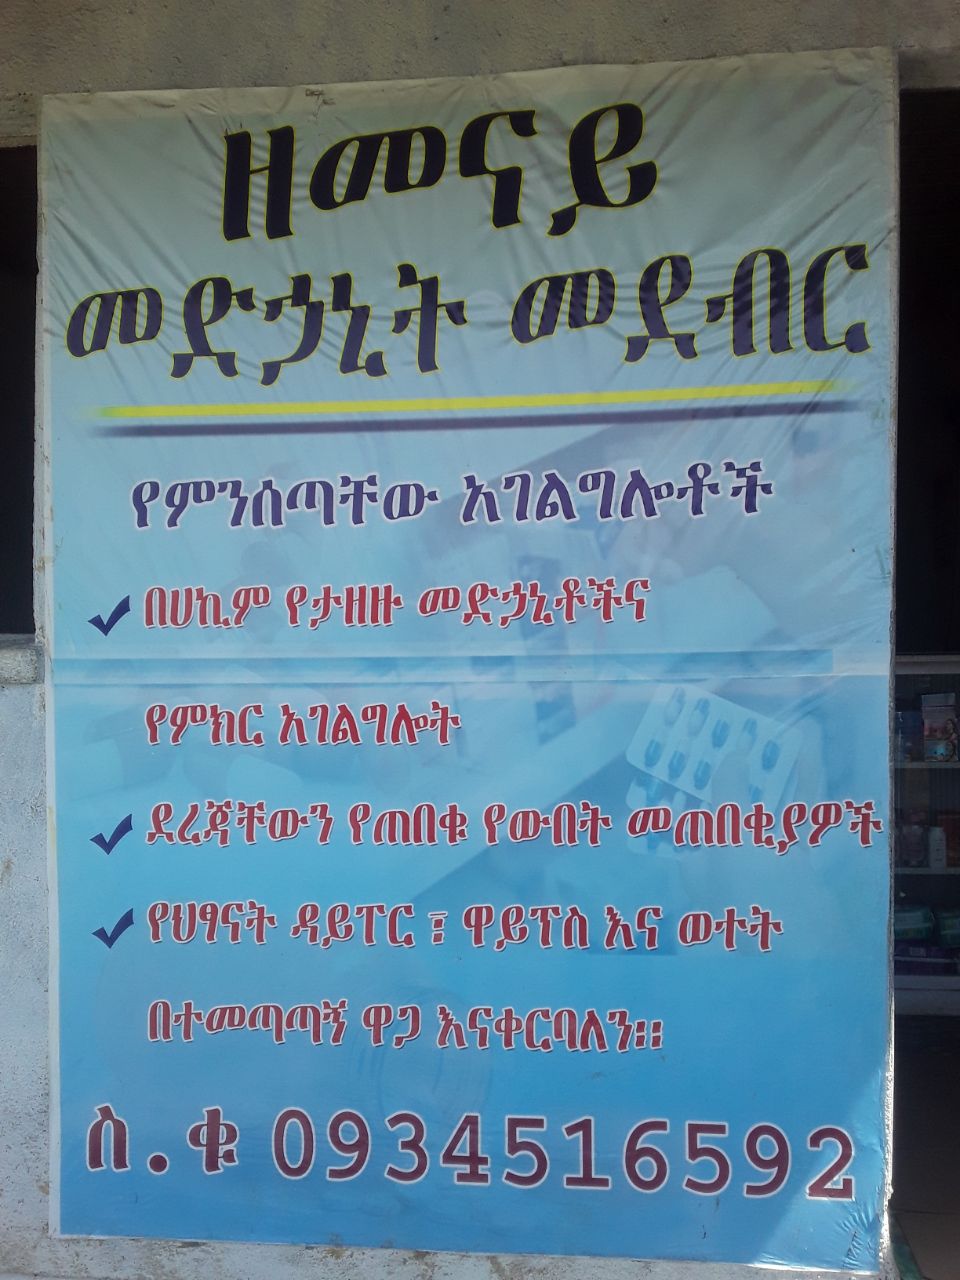 ዘመናይ
መድኃኒት መደብር
የምንሰጣቸው አገልግሎቶች
በሀኪም የታዘዙ መድኃኒቶችና
የምክር አገልግሎት
ደረጃቸውን የጠበቁ የውበት መጠበቂያዎች
የህፃናት ዳይፐር ፣ ዋይፕስ እና ወተት
በተመጣጣኝ ዋጋ እናቀርባለን።
ስ.ቁ 0934516592